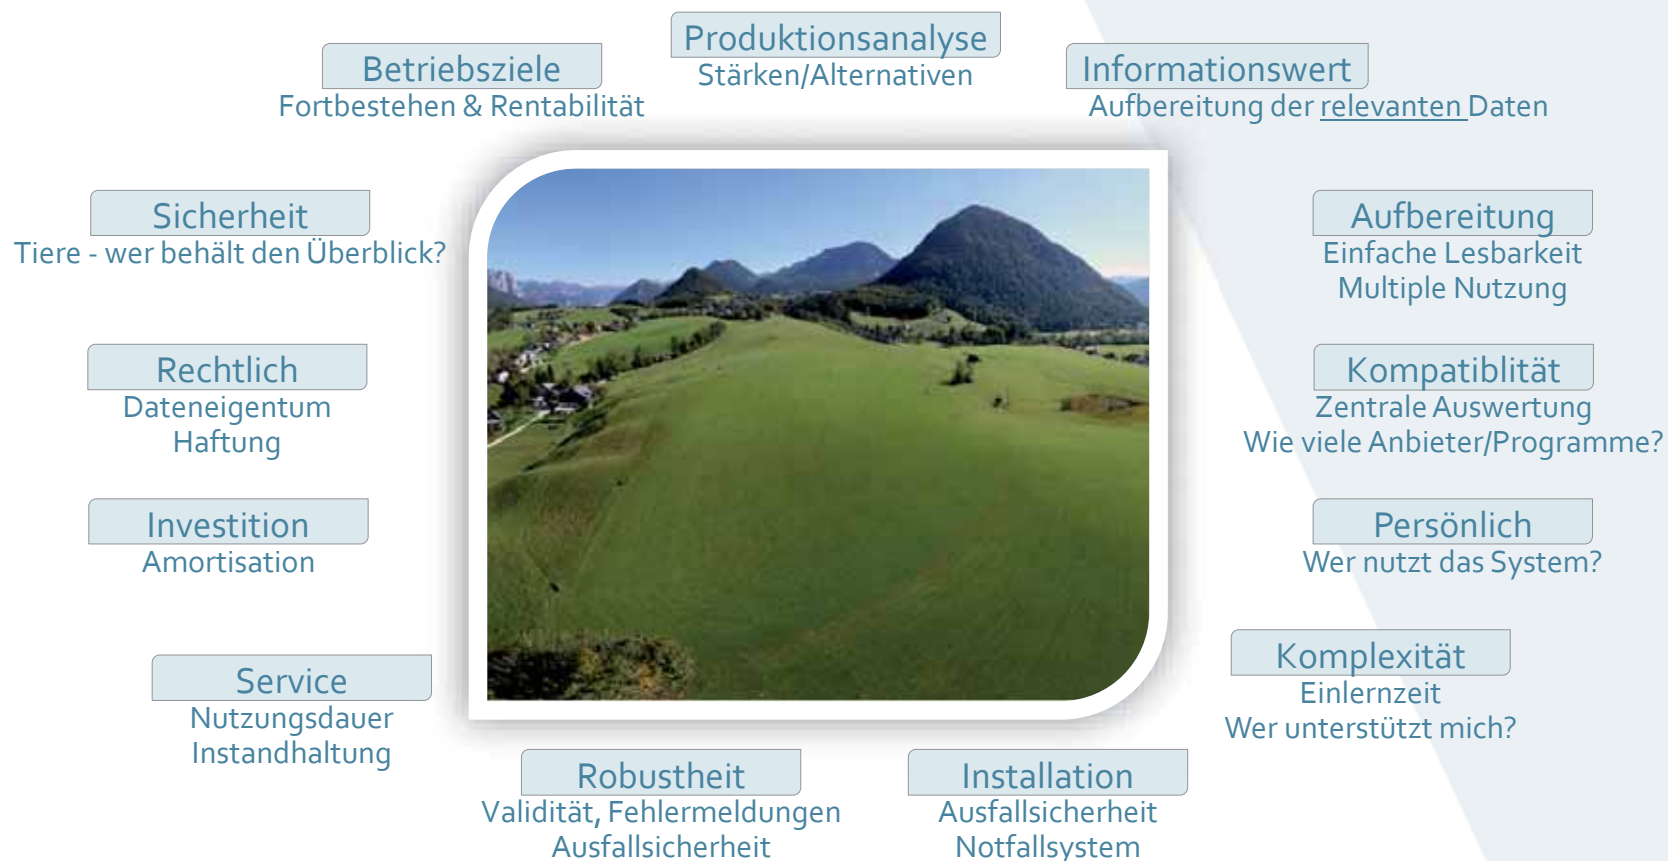 Produktionsanalyse
Stärken/Alternativen
Betriebsziele
Fortbestehen & Rentabilität
Informationswert
Aufbereitung der relevanten Daten
Sicherheit
Tiere - wer behält den Überblick?
Aufbereitung
Einfache Lesbarkeit
Multiple Nutzung
Rechtlich
Dateneigentum
Haftung
Kompatiblität
Zentrale Auswertung
Wie viele Anbieter/Programme?
Investition
Amortisation
Persönlich
Wer nutzt das System?
Service
Nutzungsdauer
Instandhaltung
Komplexität
Einlernzeit
Wer unterstützt mich?
Robustheit
Validität, Fehlermeldungen
Ausfallsicherheit
Installation
Ausfallsicherheit
Notfallsystem